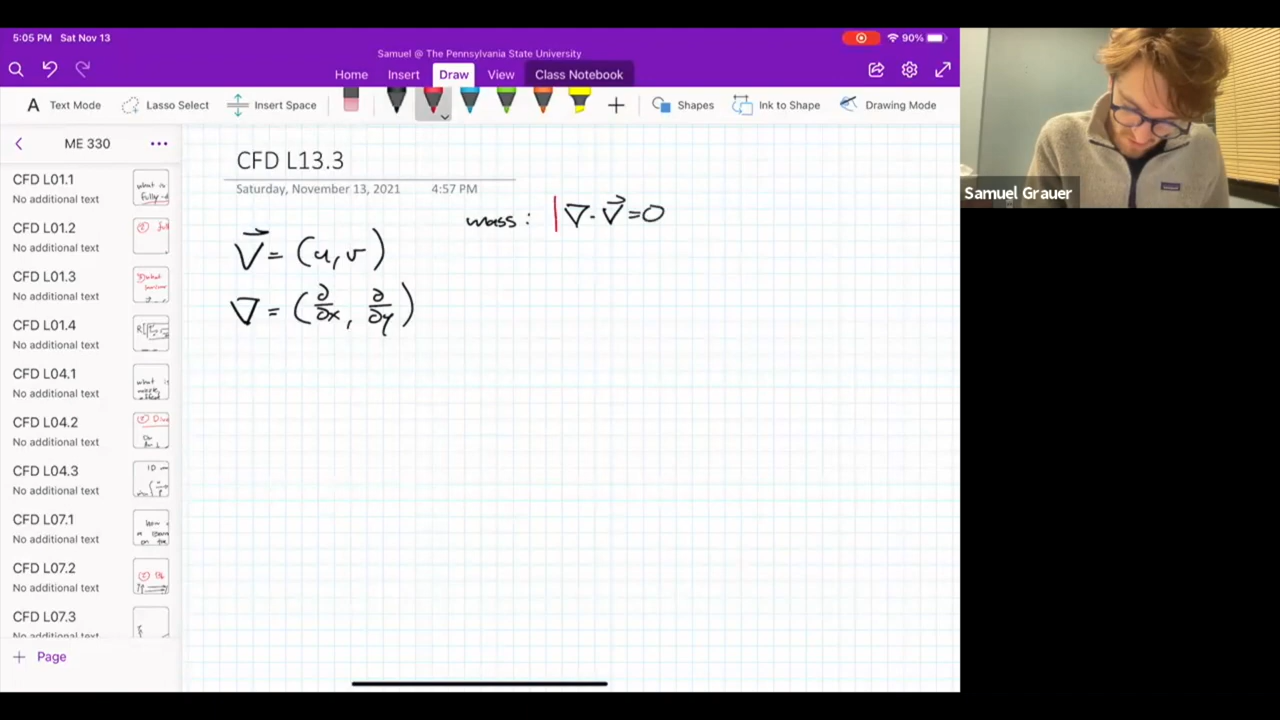 5:05 PM Sat Nov 13
90%
Samuel @ The Pennsylvania State University
Home Insert Draw View Class Notebook
A Text Mode Lasso Select Insert Space Shapes Ink to Shape Drawing Mode
ME 330
CFD L01.1
No additional text
CFD L01.2
No additional text
CFD L01.3
No additional text
CFD L01.4
No additional text
CFD L04.1
No additional text
CFD L04.2
No additional text
CFD L04.3
No additional text
CFD L07.1
No additional text
CFD L07.2
No additional text
CFD L07.3
No additional text
+ Page
CFD L13.3
Saturday, November 13, 2021 4:57 PM
mass: | ∇·V⃗=0
V⃗ = (u, v)
∇ = (∂/∂x, ∂/∂y)
Samuel Grauer